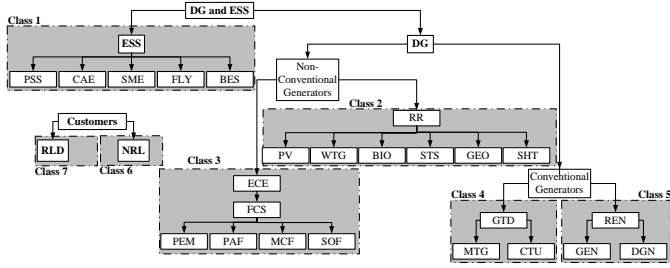 DG and ESS
Class 1
ESS
DG
PSS CAE SME FLY BES
Non-
Conventional
Generators
Class 2
RR
PV WTG BIO STS GEO SHT
Customers
RLD NRL
Class 7 Class 6
Class 3
ECE
FCS
PEM PAF MCF SOF
Conventional
Generators
Class 4 Class 5
GTD REN
MTG CTU GEN DGN